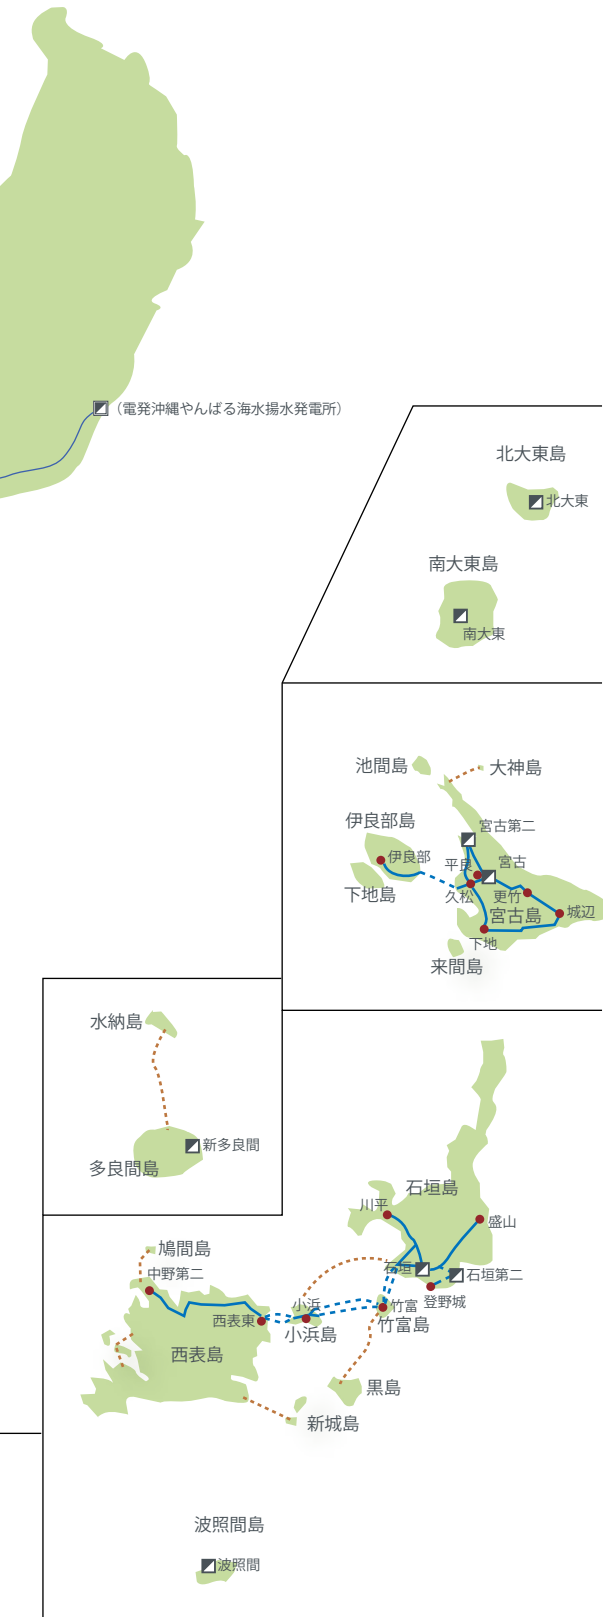 （電発沖縄やんばる海水揚水発電所）
北大東島
北大東
南大東島
南大東
池間島
大神島
伊良部島
宮古第二
伊良部
平良
宮古
下地島
久松
更竹
宮古島
城辺
下地
来間島
水納島
新多良間
多良間島
石垣島
川平
盛山
鳩間島
石垣
中野第二
石垣第二
小浜
竹富
登野城
西表東
竹富島
小浜島
西表島
黒島
新城島
波照間島
波照間